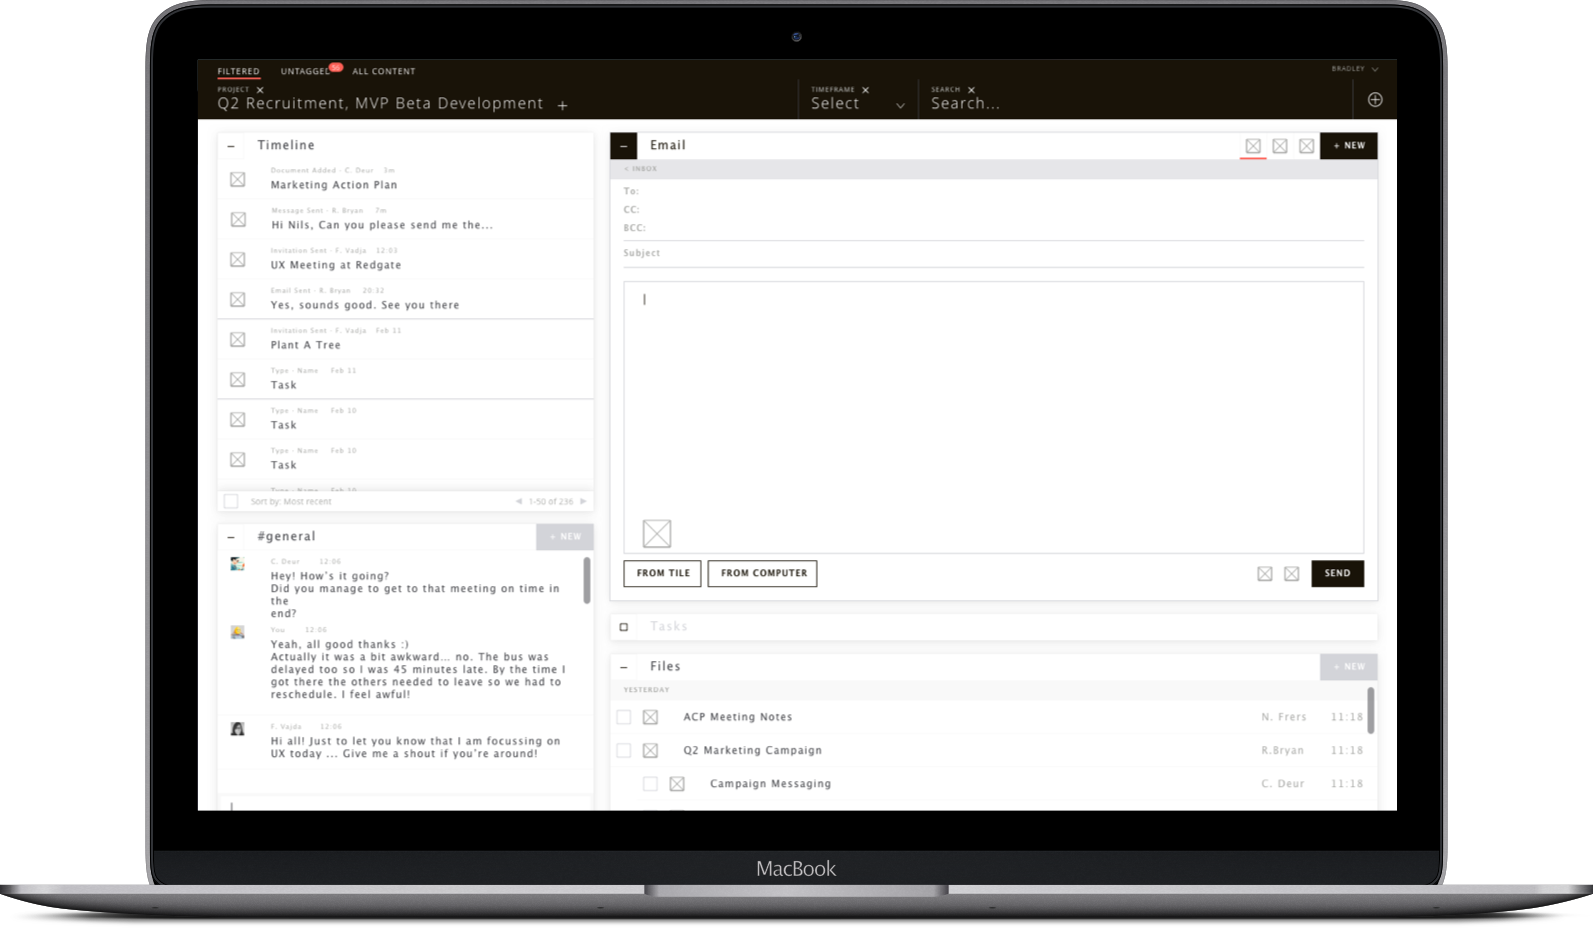 FILTERED
UNTAGGED
ALL CONTENT
BRADLEY
PROJECT
Q2 Recruitment, MVP Beta Development
TIMEFRAME
Select
SEARCH
Search...
Timeline
Document Added - C. Deur 3m
Marketing Action Plan
Message Sent - R. Bryan 7m
Hi Nils, Can you please send me the...
Invitation Sent - F. Vadja 12:03
UX Meeting at Redgate
Email Sent - R. Bryan 20:32
Yes, sounds good. See you there
Invitation Sent - F. Vadja Feb 11
Plant A Tree
Type - Name Feb 11
Task
Type - Name Feb 10
Task
Type - Name Feb 10
Task
Type - Name Feb 10
Sort by: Most recent
1-50 of 236
#general
+ NEW
C. Deur 12:06
Hey! How's it going?
Did you manage to get to that meeting on time in
the
end?
You 12:06
Yeah, all good thanks :)
Actually it was a bit awkward... no. The bus was
delayed too so I was 45 minutes late. By the time I
got there the others needed to leave so we had to
reschedule. I feel awful!
F. Vajda 12:06
Hi all! Just to let you know that I am focussing on
UX today ... Give me a shout if you're around!
Email
+ NEW
< INBOX
To:
CC:
BCC:
Subject
FROM TILE
FROM COMPUTER
SEND
Tasks
Files
+ NEW
YESTERDAY
ACP Meeting Notes N. Frers 11:18
Q2 Marketing Campaign R.Bryan 11:18
Campaign Messaging C. Deur 11:18
MacBook